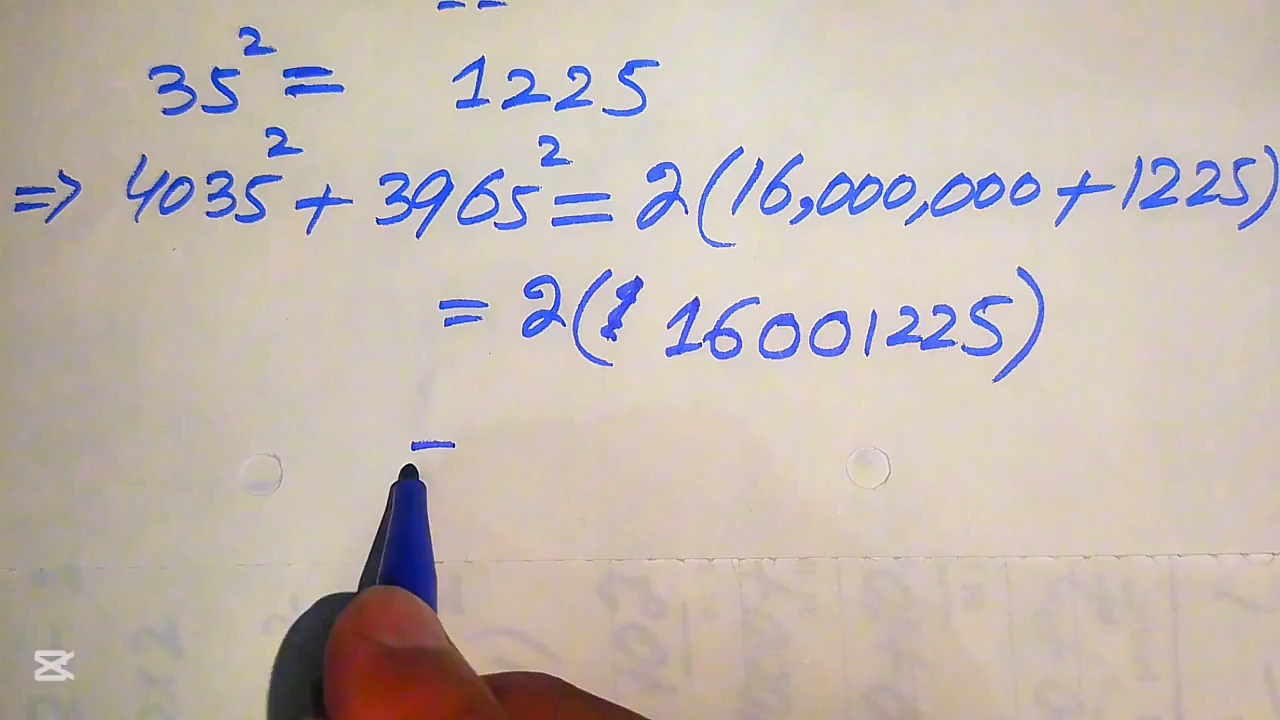 35² = 1225
=> 4035² + 3965² = 2(16,000,000 + 1225)
= 2( 16001225)